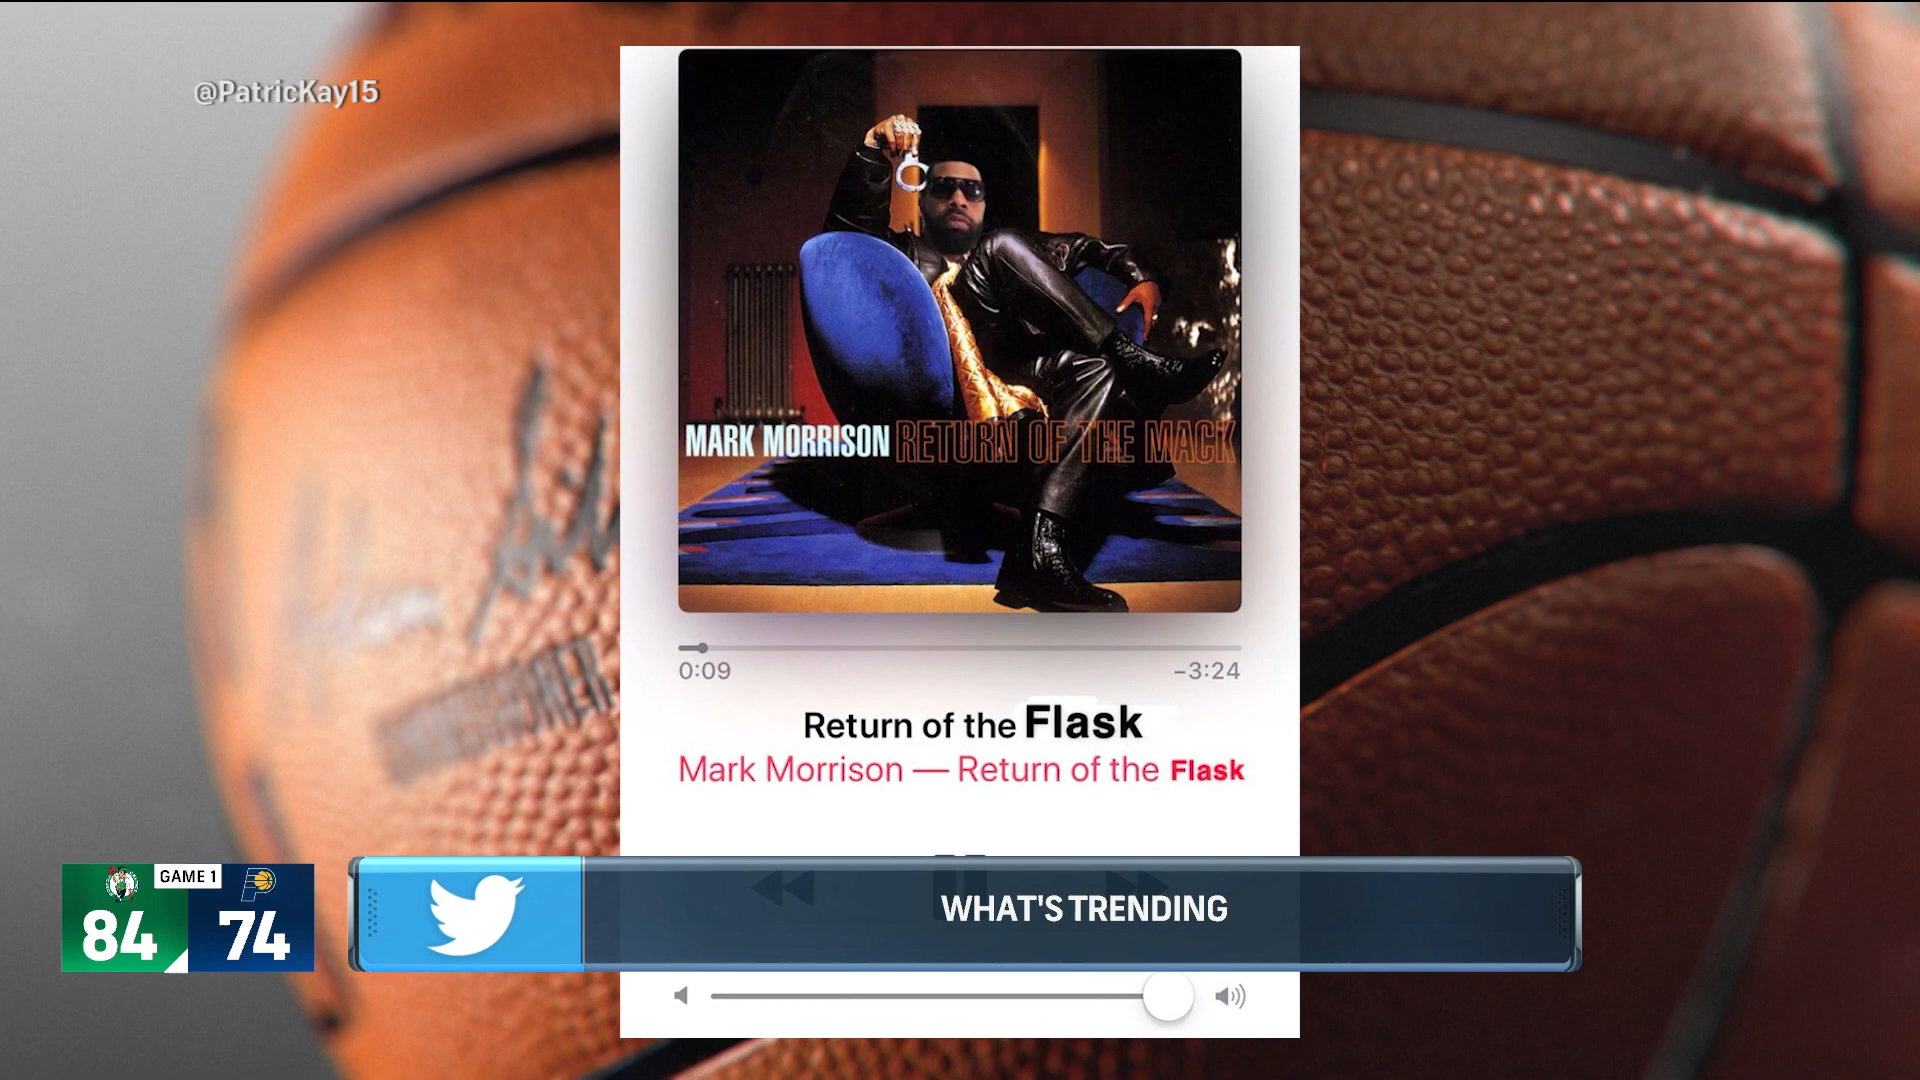 @PatricKay15
MARK MORRISON RETURN OF THE MACK
0:09
-3:24
Return of the Flask
Mark Morrison — Return of the Flask
GAME 1
84
74
WHAT'S TRENDING